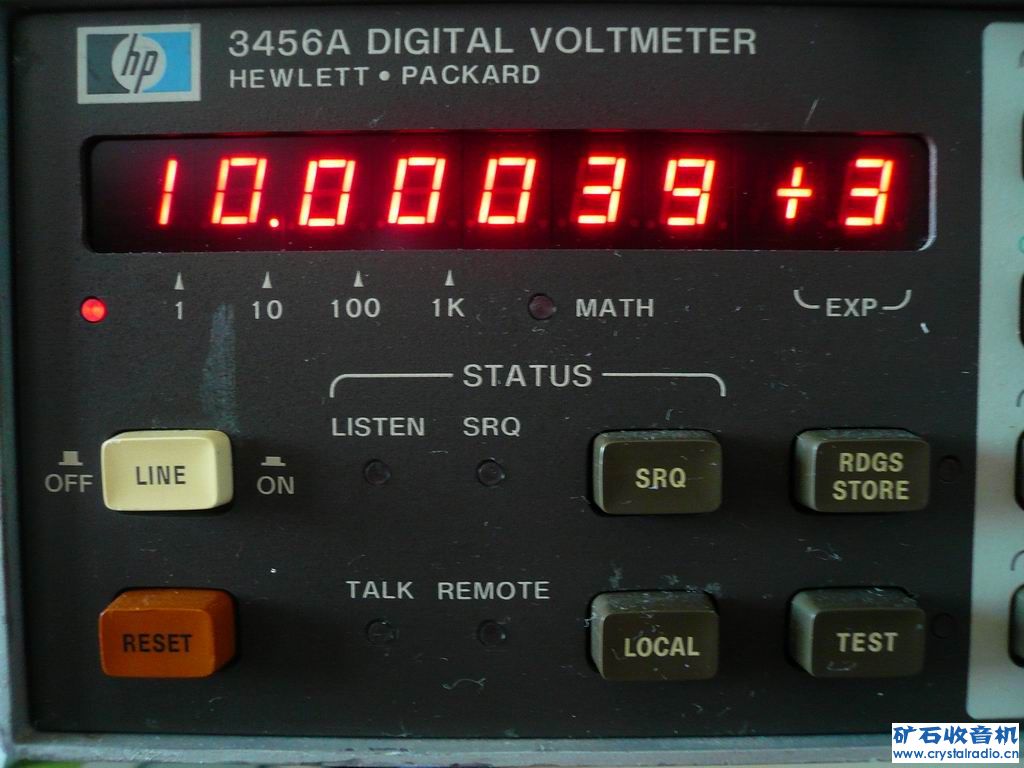 hp
3456A DIGITAL VOLTMETER
HEWLETT • PACKARD
10.00039 +3
1 10 100 1K MATH EXP
STATUS
LISTEN SRQ
OFF LINE ON SRQ RDGS STORE
TALK REMOTE
RESET LOCAL TEST
矿石收音机
www.crystalradio.cn